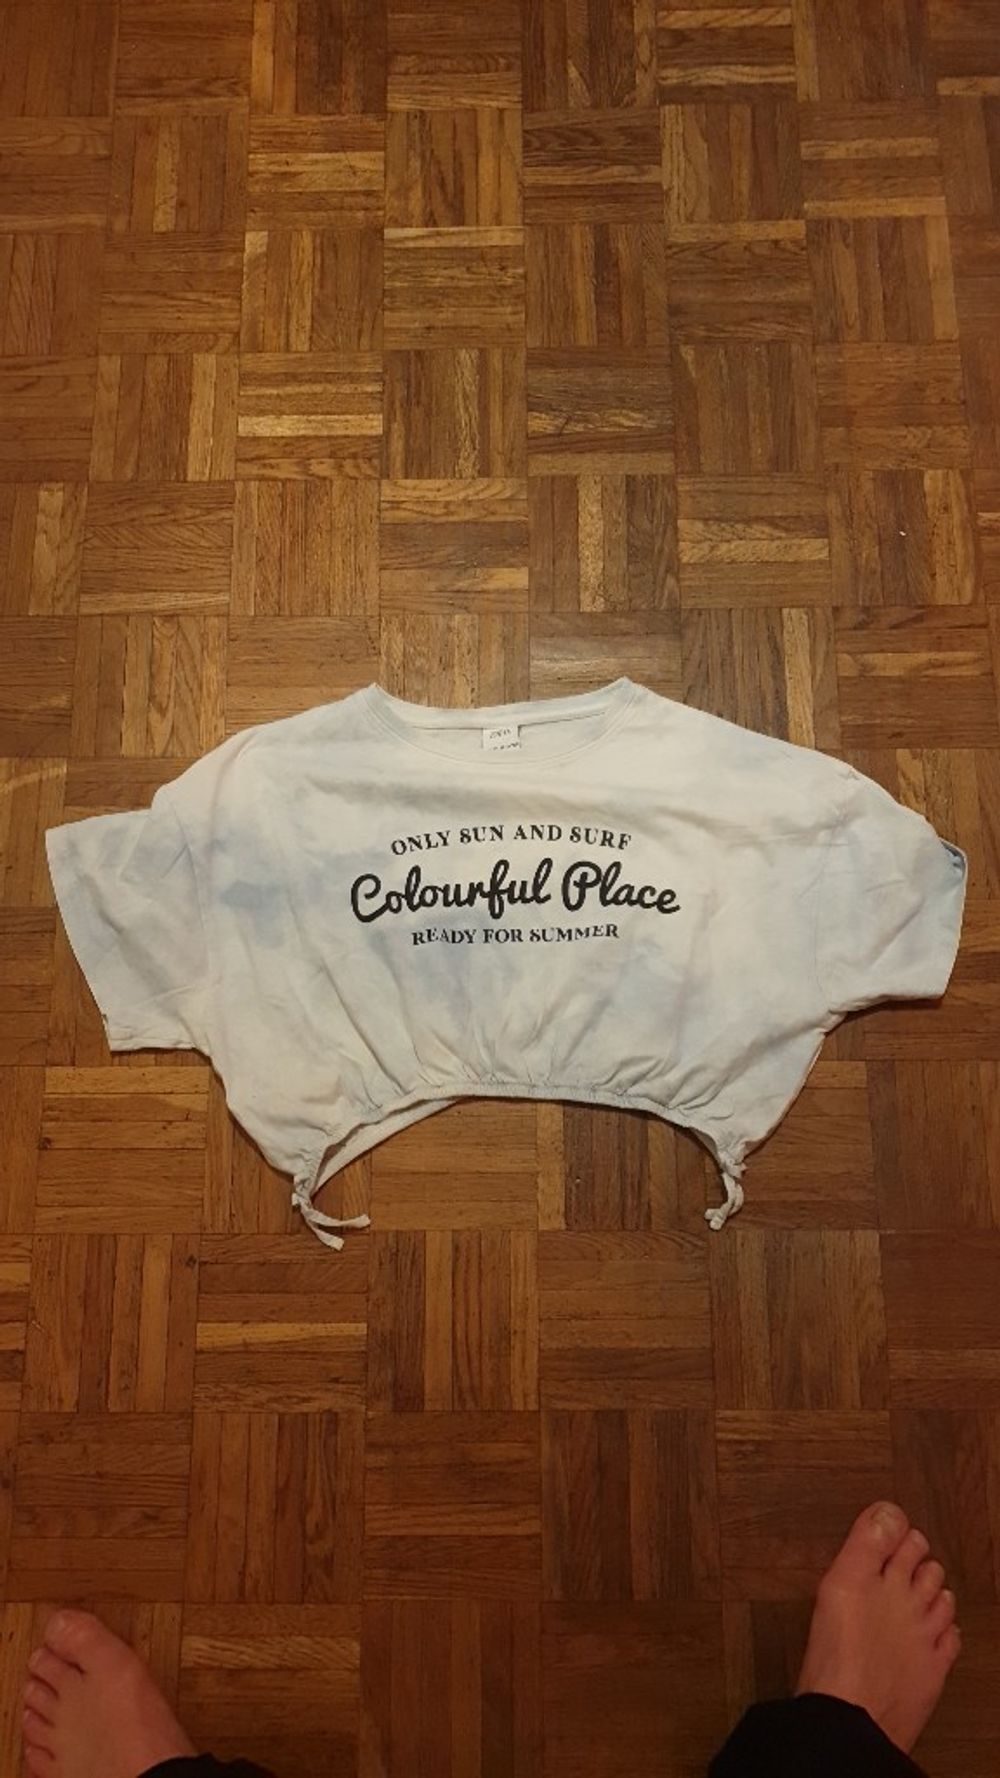 ONLY SUN AND SURF
Colourful Place
READY FOR SUMMER